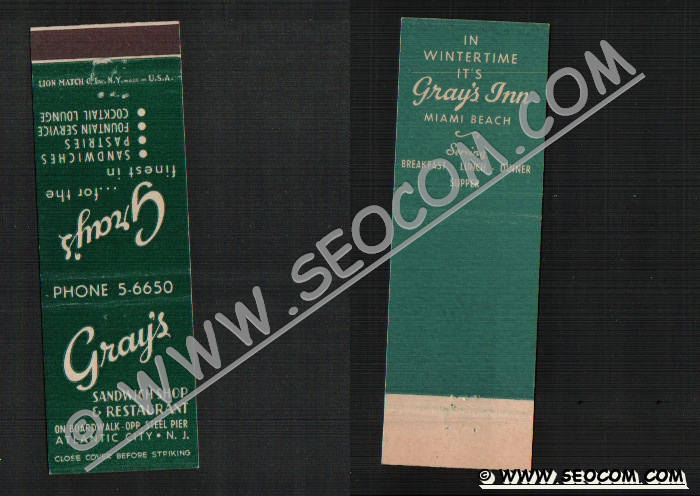 LION MATCH C. Inc. N.Y. MADE IN U.S.A.
Gray's
...for the
finest in
SANDWICHES
PASTRIES
FOUNTAIN SERVICE
COCKTAIL LOUNGE
PHONE 5-6650
Gray's
SANDWICH SHOP
& RESTAURANT
ON BOARDWALK - OPP. STEEL PIER
ATLANTIC CITY • N. J.
CLOSE COVER BEFORE STRIKING
IN
WINTERTIME
IT'S
Gray's Inn
MIAMI BEACH
Serving
BREAKFAST - LUNCH - DINNER
SUPPER
© WWW.SEOCOM.COM
© WWW.SEOCOM.COM